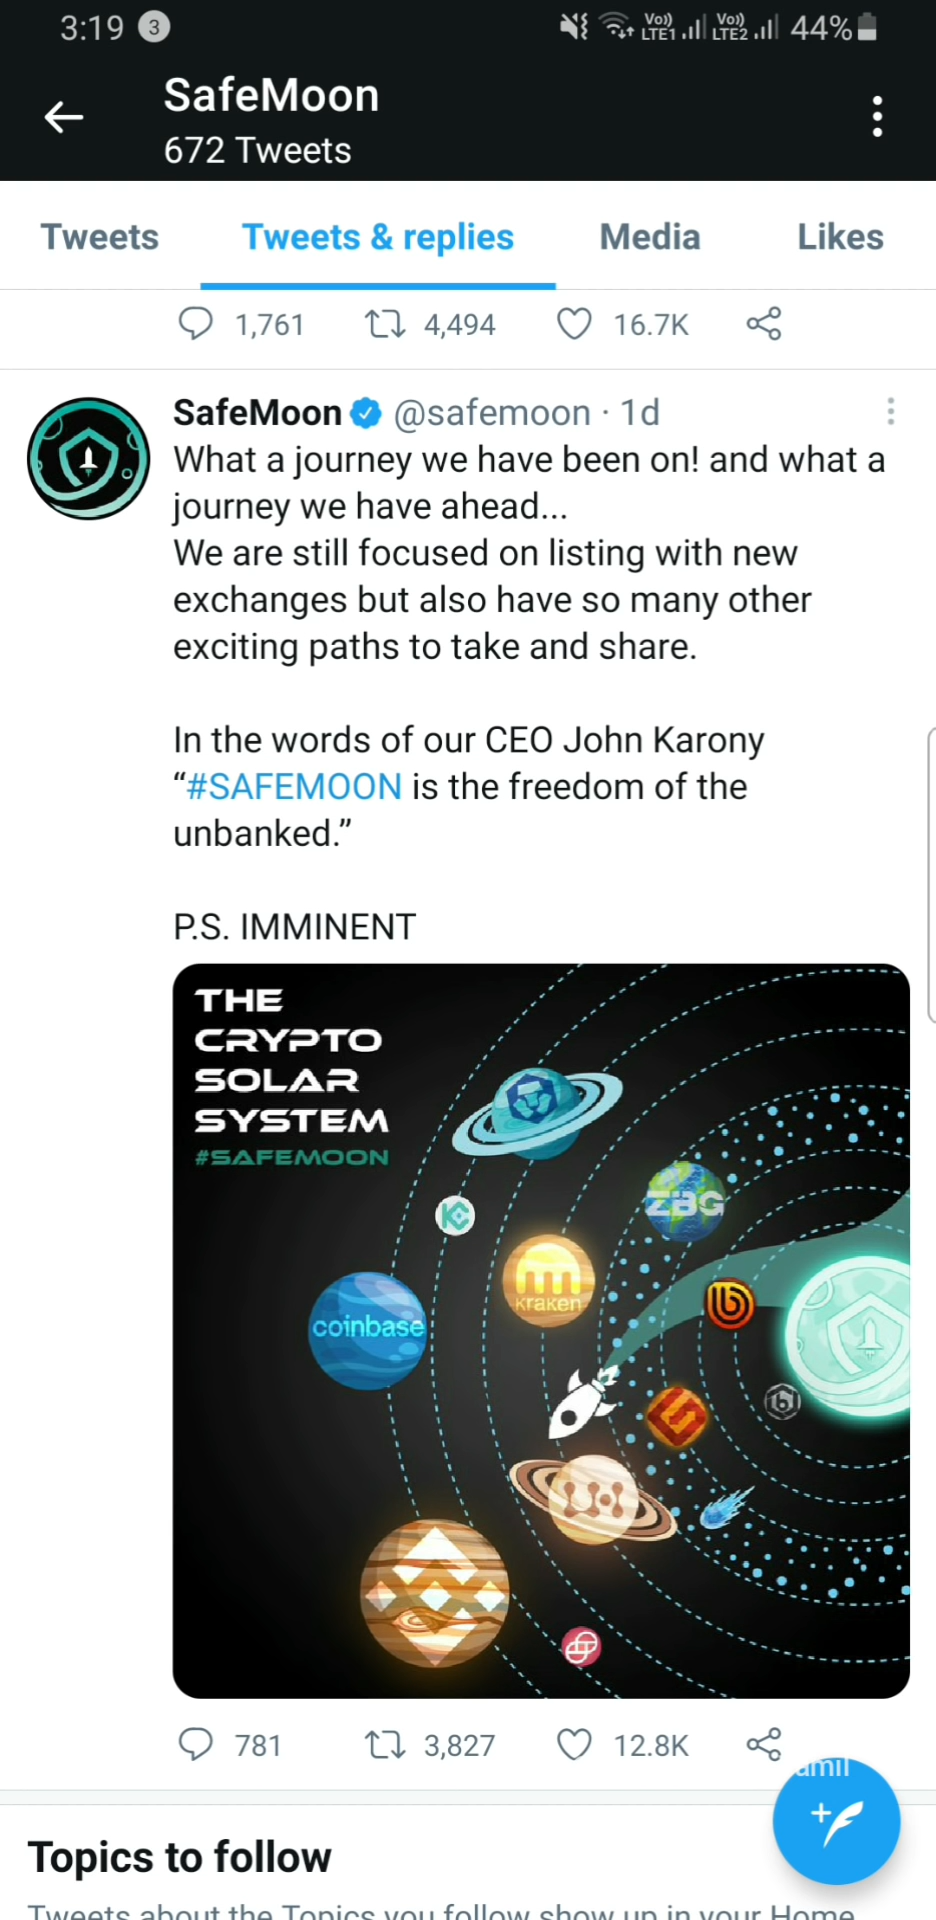 3:19 3 Vo)) LTE1 Vo)) LTE2 44%
SafeMoon
672 Tweets
Tweets Tweets & replies Media Likes
1,761 4,494 16.7K
SafeMoon @safemoon · 1d
What a journey we have been on! and what a
journey we have ahead...
We are still focused on listing with new
exchanges but also have so many other
exciting paths to take and share.
In the words of our CEO John Karony
“#SAFEMOON is the freedom of the
unbanked.”
P.S. IMMINENT
THE
CRYPTO
SOLAR
SYSTEM
#SAFEMOON
ZBG
kraken
coinbase
781 3,827 12.8K
Topics to follow
Tweets about the Topics you follow show up in your Home